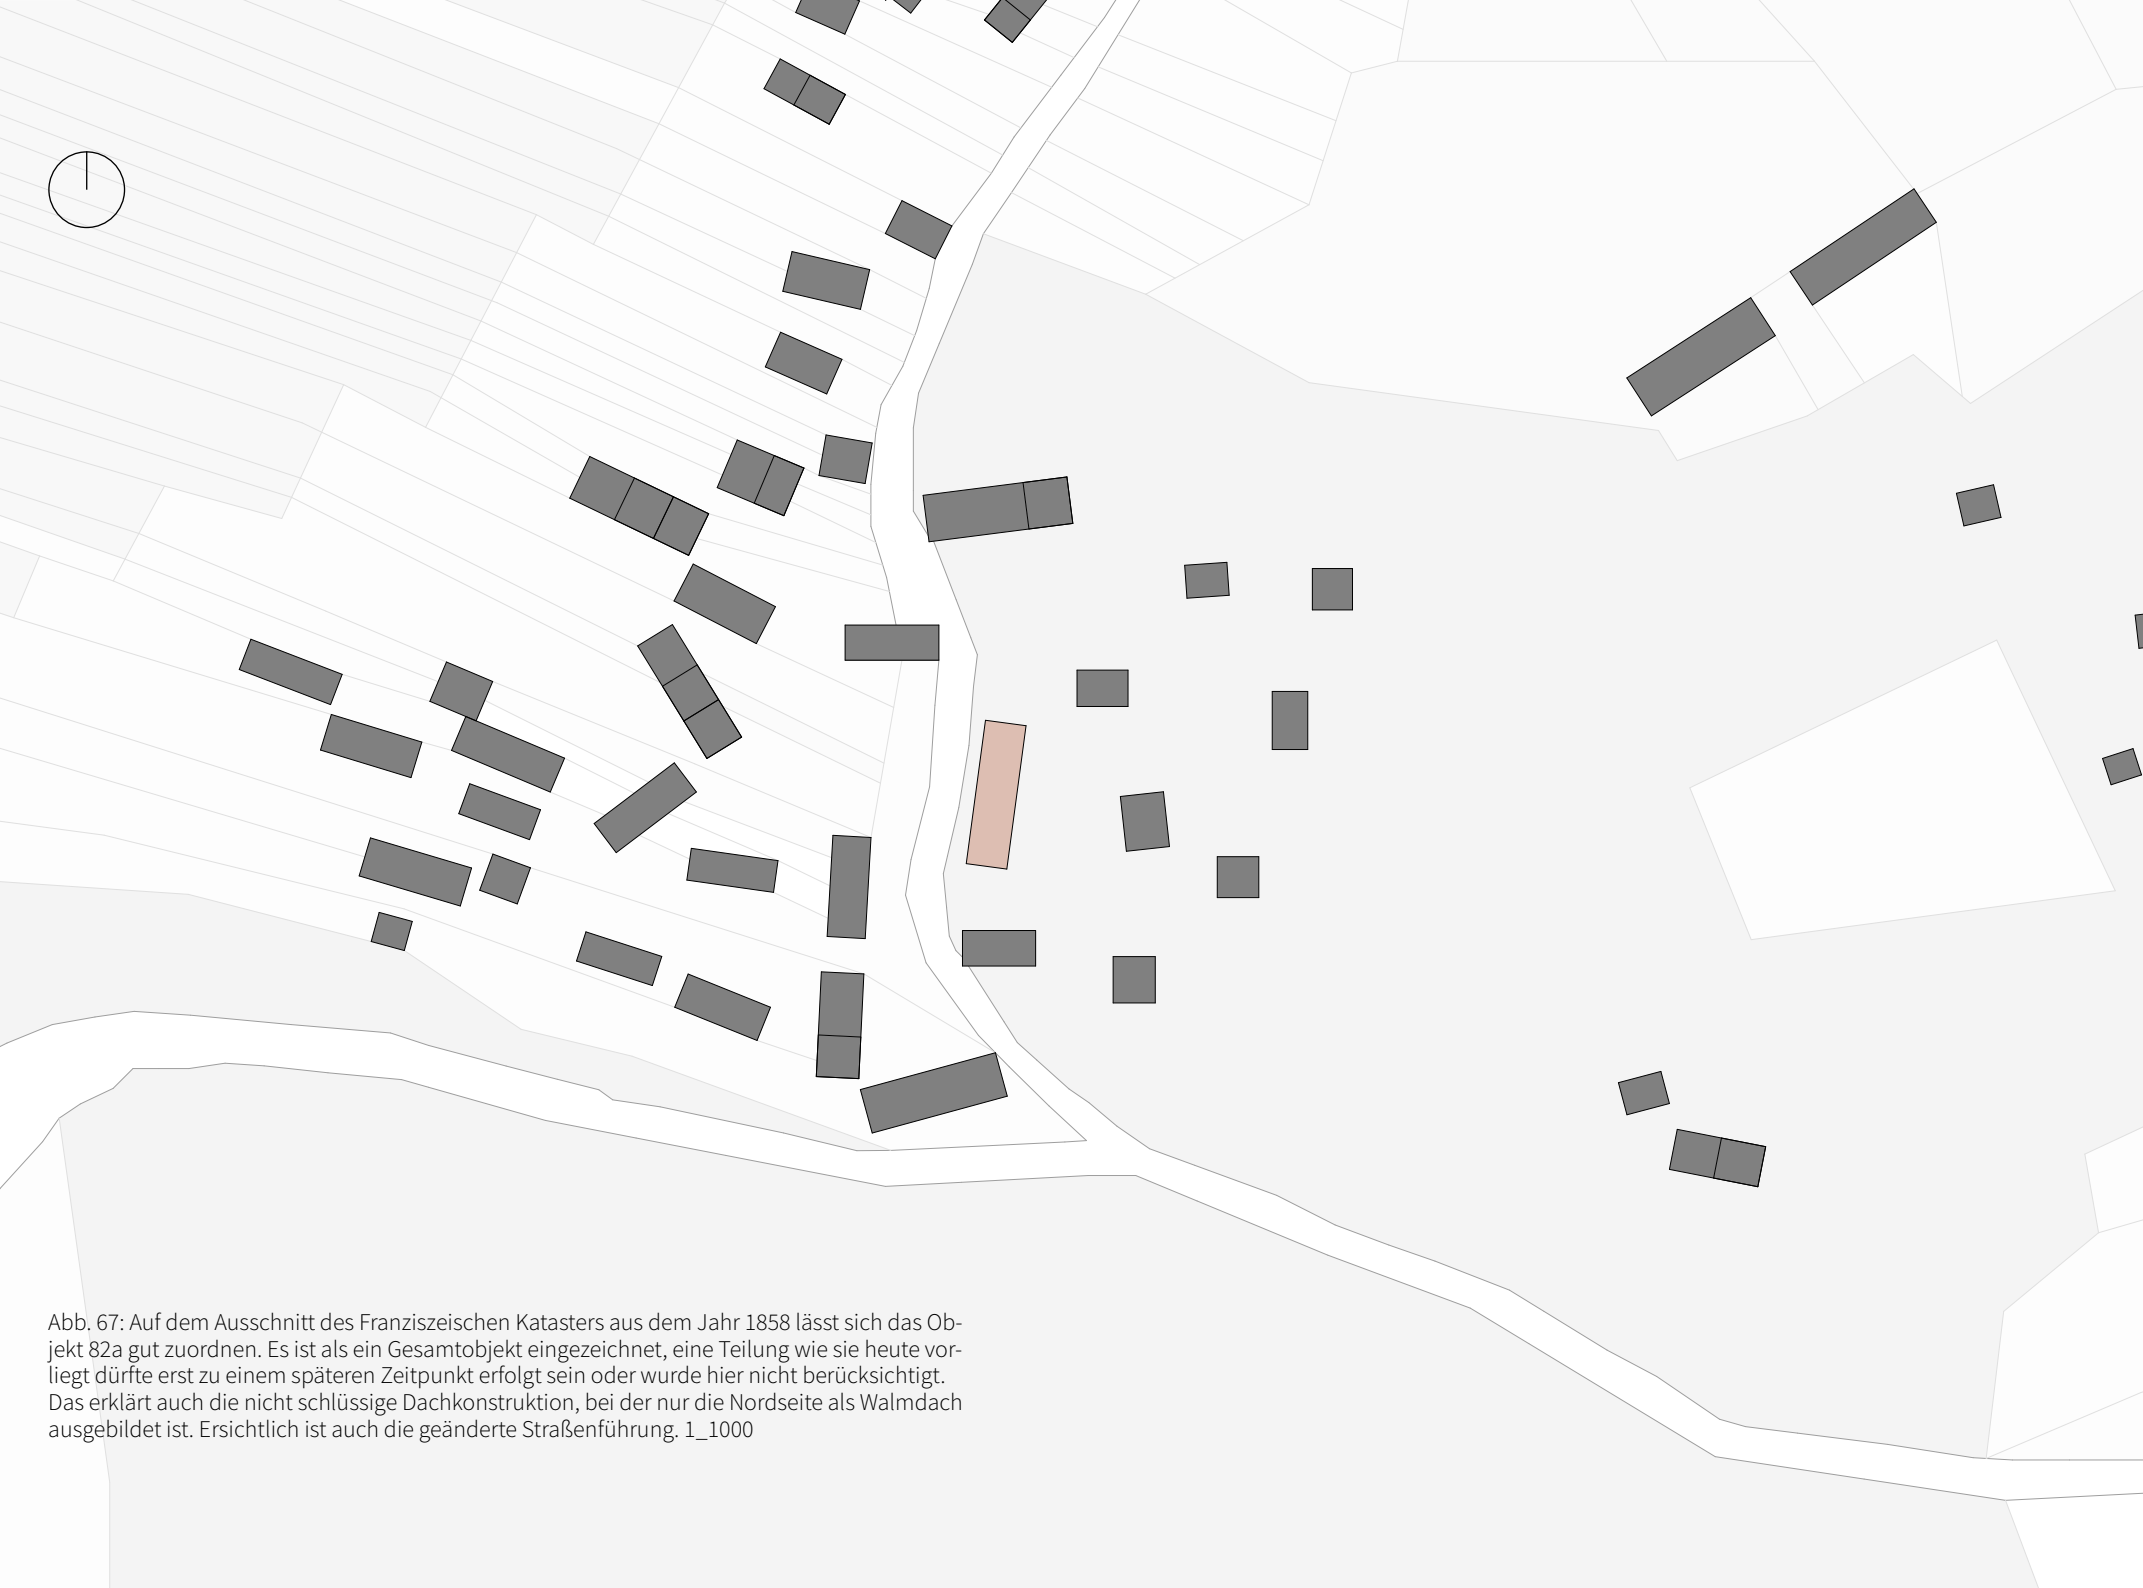 Abb. 67: Auf dem Ausschnitt des Franziszeischen Katasters aus dem Jahr 1858 lässt sich das Ob-
jekt 82a gut zuordnen. Es ist als ein Gesamtobjekt eingezeichnet, eine Teilung wie sie heute vor-
liegt dürfte erst zu einem späteren Zeitpunkt erfolgt sein oder wurde hier nicht berücksichtigt.
Das erklärt auch die nicht schlüssige Dachkonstruktion, bei der nur die Nordseite als Walmdach
ausgebildet ist. Ersichtlich ist auch die geänderte Straßenführung. 1_1000